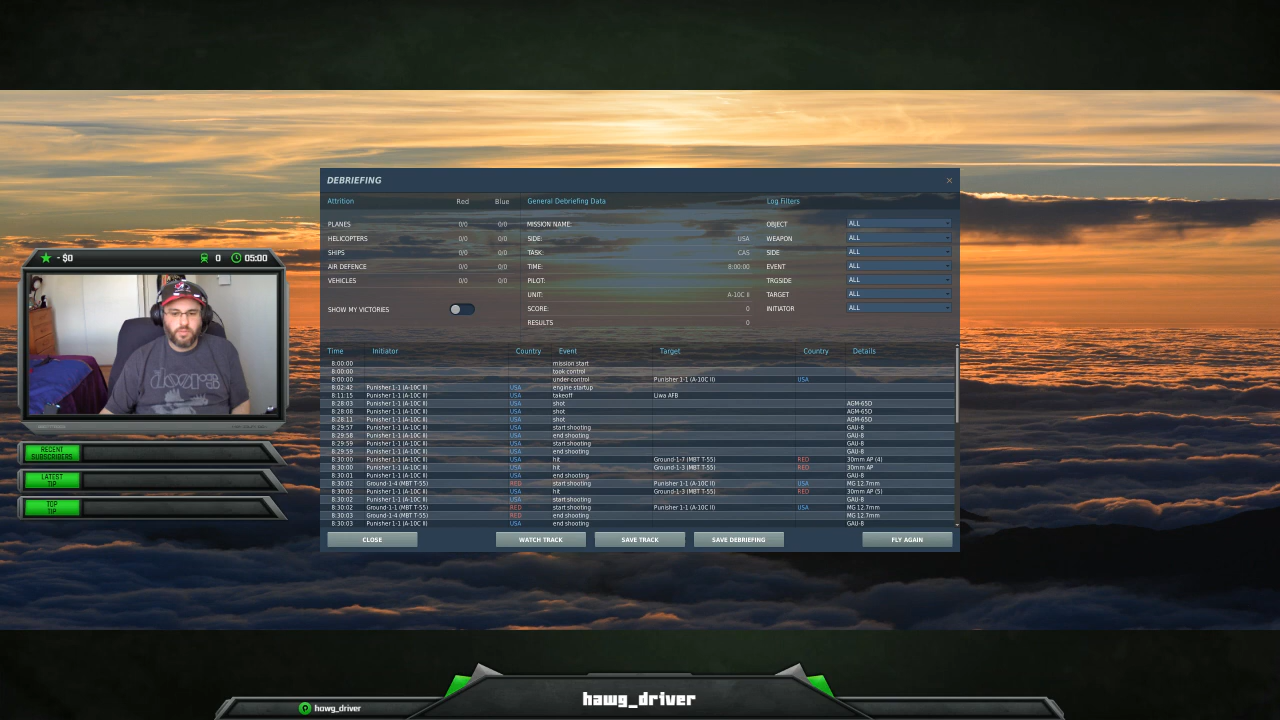 DEBRIEFING
Attrition Red Blue General Debriefing Data Log Filters
PLANES 0/0 0/0 MISSION NAME: OBJECT ALL
HELICOPTERS 0/0 0/0 SIDE: USA WEAPON ALL
SHIPS 0/0 0/0 TASK: CAS SIDE ALL
AIR DEFENCE 0/0 0/0 TIME: 8:00:00 EVENT ALL
VEHICLES 0/0 0/0 PILOT: TRGSIDE ALL
UNIT: A-10C II TARGET ALL
SHOW MY VICTORIES SCORE: 0 INITIATOR ALL
RESULTS 0
- $0 0 05:00
the doors
RECENT SUBSCRIBERS
LATEST TIP
TOP TIP
Time Initiator Country Event Target Country Details
8:00:00 mission start
8:00:00 took control
8:00:00 under control Punisher 1-1 (A-10C II) USA
8:02:42 Punisher 1-1 (A-10C II) USA engine startup
8:11:15 Punisher 1-1 (A-10C II) USA takeoff Liwa AFB
8:28:03 Punisher 1-1 (A-10C II) USA shot AGM-65D
8:28:08 Punisher 1-1 (A-10C II) USA shot AGM-65D
8:28:11 Punisher 1-1 (A-10C II) USA shot AGM-65D
8:29:57 Punisher 1-1 (A-10C II) USA start shooting GAU-8
8:29:58 Punisher 1-1 (A-10C II) USA end shooting GAU-8
8:29:59 Punisher 1-1 (A-10C II) USA start shooting GAU-8
8:29:59 Punisher 1-1 (A-10C II) USA end shooting GAU-8
8:30:00 Punisher 1-1 (A-10C II) USA hit Ground-1-7 (MBT T-55) RED 30mm AP (4)
8:30:00 Punisher 1-1 (A-10C II) USA hit Ground-1-3 (MBT T-55) RED 30mm AP
8:30:01 Punisher 1-1 (A-10C II) USA end shooting GAU-8
8:30:02 Ground-1-4 (MBT T-55) RED start shooting Punisher 1-1 (A-10C II) USA MG 12.7mm
8:30:02 Punisher 1-1 (A-10C II) USA hit Ground-1-3 (MBT T-55) RED 30mm AP (5)
8:30:02 Punisher 1-1 (A-10C II) USA start shooting GAU-8
8:30:02 Ground-1-1 (MBT T-55) RED start shooting Punisher 1-1 (A-10C II) USA MG 12.7mm
8:30:03 Ground-1-4 (MBT T-55) RED end shooting MG 12.7mm
8:30:03 Punisher 1-1 (A-10C II) USA end shooting GAU-8
CLOSE WATCH TRACK SAVE TRACK SAVE DEBRIEFING FLY AGAIN
hawg_driver
hawg_driver